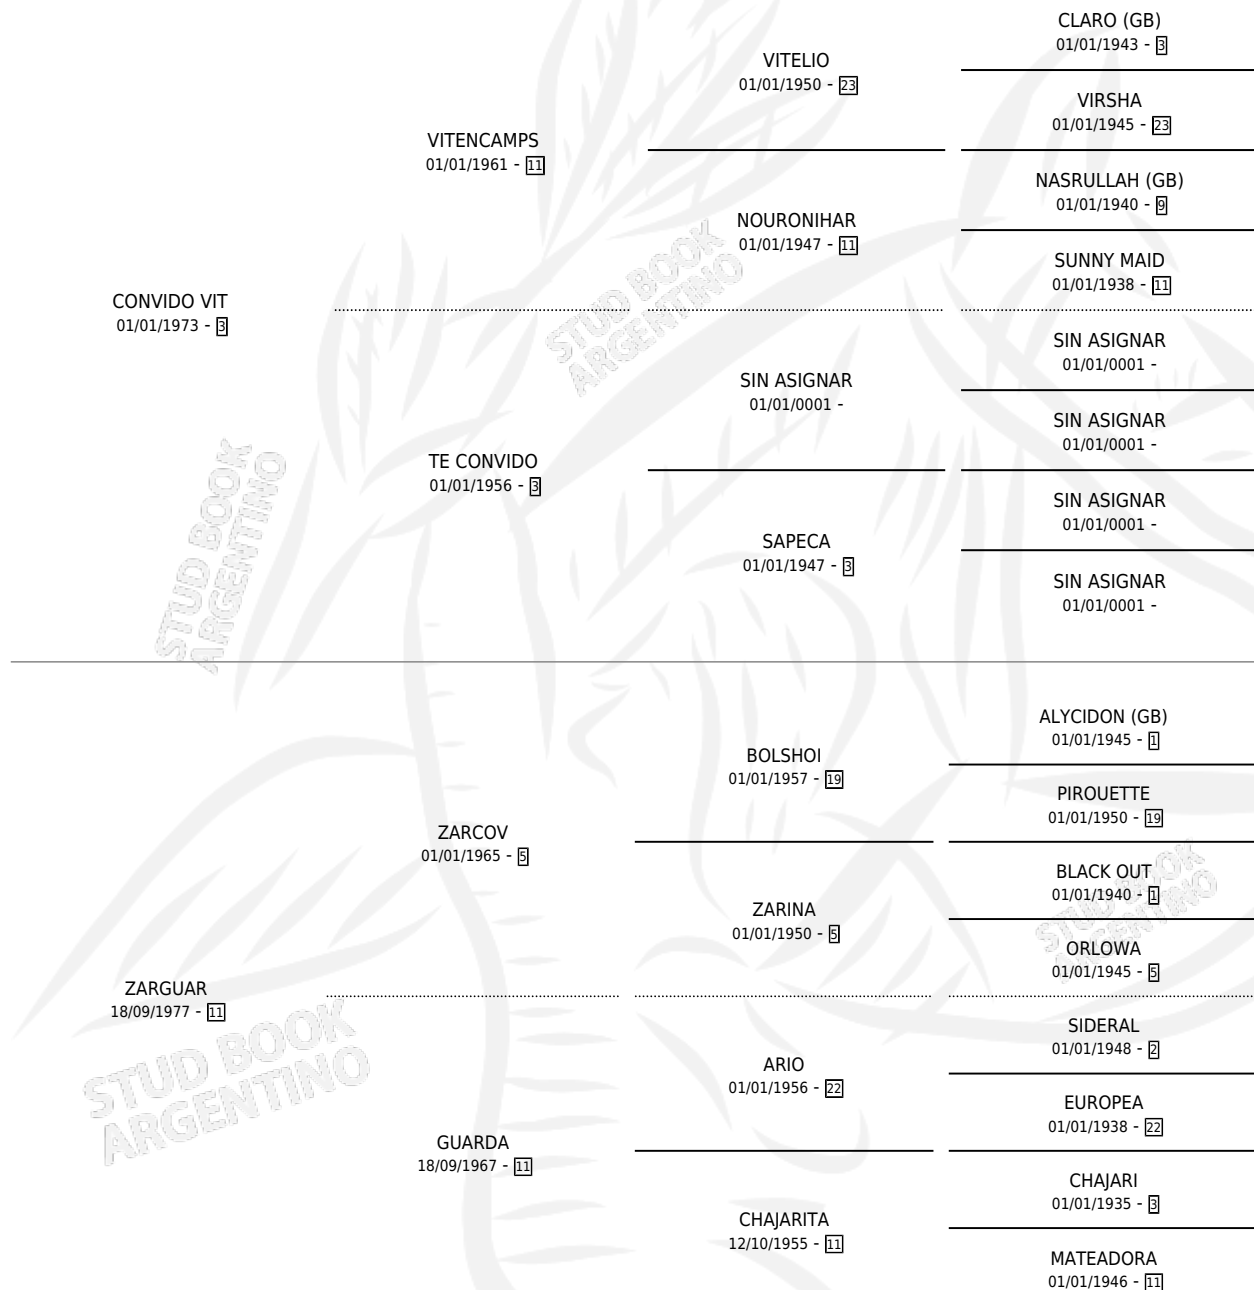 CONVIDO VIT
01/01/1973 - 3
VITENCAMPS
01/01/1961 - 11
TE CONVIDO
01/01/1956 - 3
VITELIO
01/01/1950 - 23
NOURONIHAR
01/01/1947 - 11
SIN ASIGNAR
01/01/0001 -
SAPECA
01/01/1947 - 3
CLARO (GB)
01/01/1943 - 3
VIRSHA
01/01/1945 - 23
NASRULLAH (GB)
01/01/1940 - 9
SUNNY MAID
01/01/1938 - 11
SIN ASIGNAR
01/01/0001 -
SIN ASIGNAR
01/01/0001 -
SIN ASIGNAR
01/01/0001 -
SIN ASIGNAR
01/01/0001 -
ZARGUAR
18/09/1977 - 11
ZARCOV
01/01/1965 - 5
GUARDA
18/09/1967 - 11
BOLSHOI
01/01/1957 - 19
ZARINA
01/01/1950 - 5
ARIO
01/01/1956 - 22
CHAJARITA
12/10/1955 - 11
ALYCIDON (GB)
01/01/1945 - 1
PIROUETTE
01/01/1950 - 19
BLACK OUT
01/01/1940 - 1
ORLOWA
01/01/1945 - 5
SIDERAL
01/01/1948 - 2
EUROPEA
01/01/1938 - 22
CHAJARI
01/01/1935 - 3
MATEADORA
01/01/1946 - 11
STUD BOOK
ARGENTINO
STUD BOOK
ARGENTINO
STUD BOOK
ARGENTINO
STUD BOOK
ARGENTINO